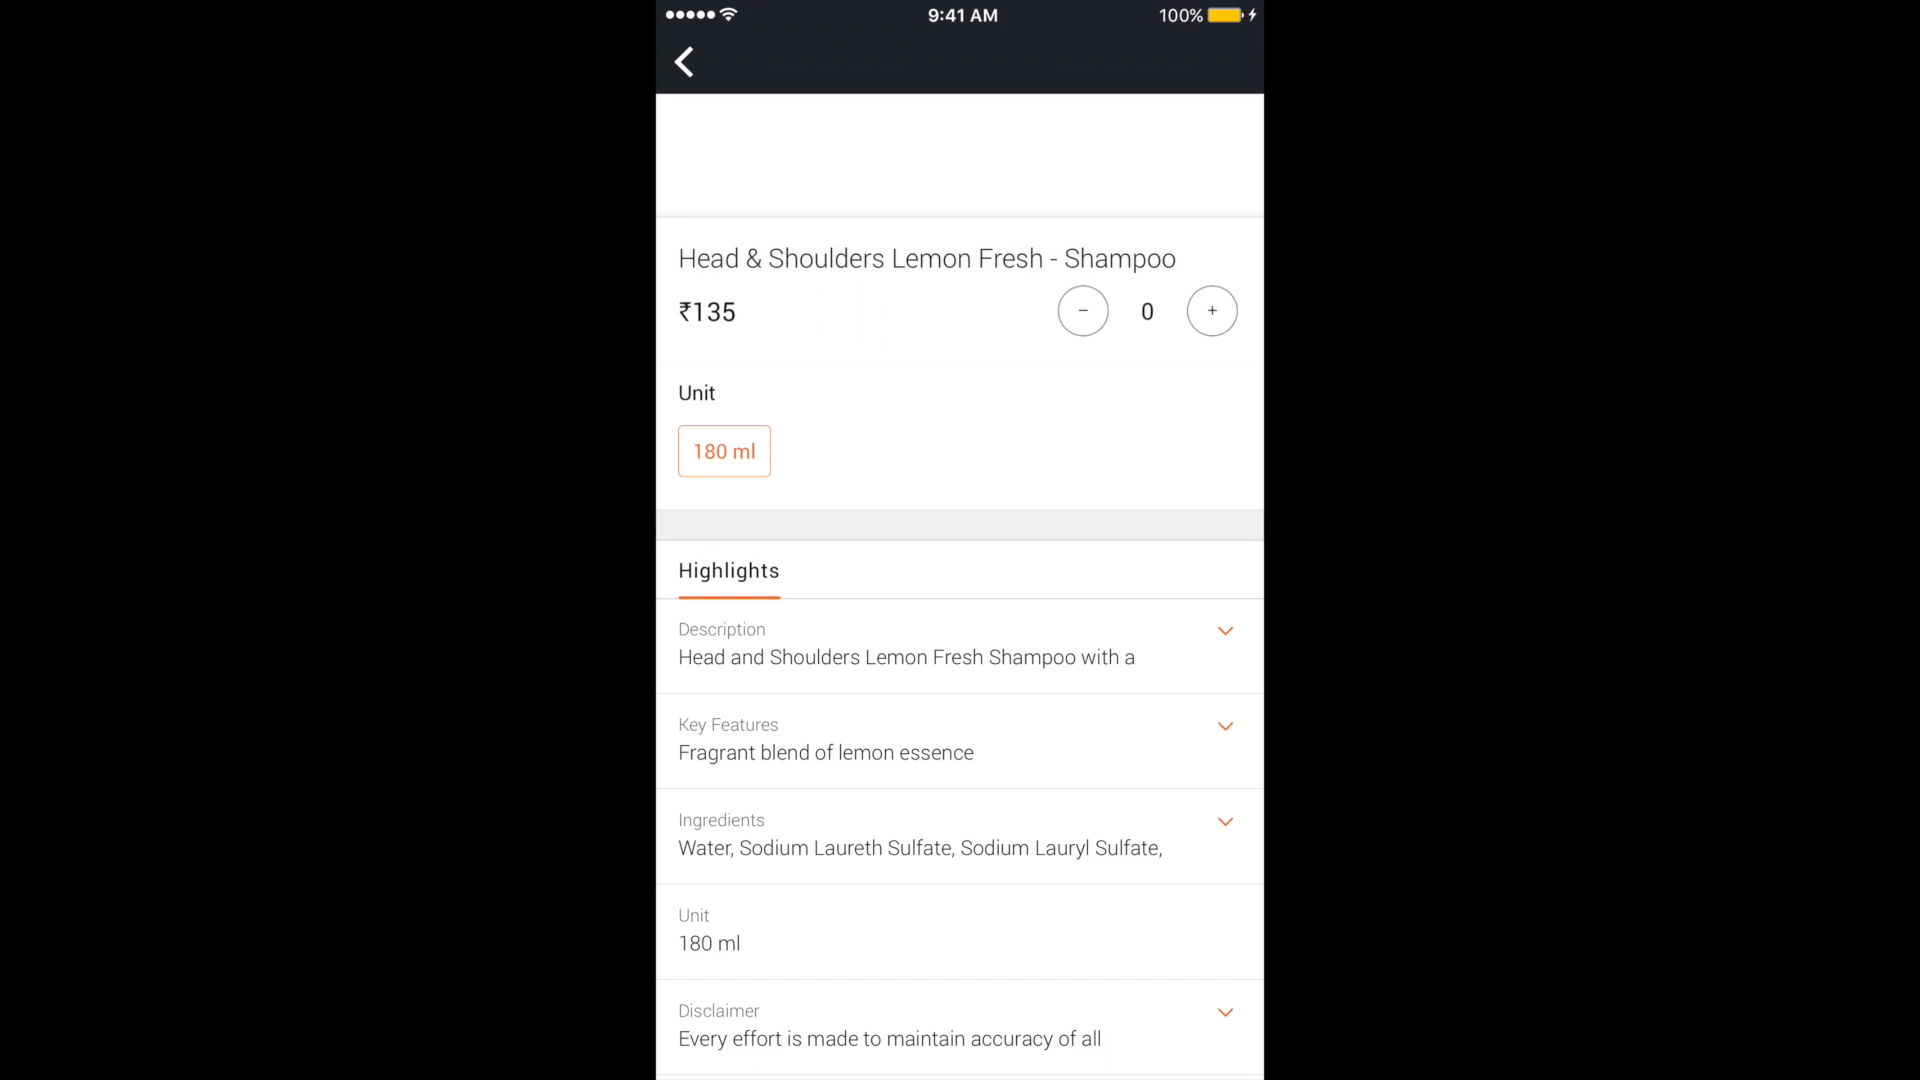 9:41 AM
100%
Head & Shoulders Lemon Fresh - Shampoo
₹135
− 0 +
Unit
180 ml
Highlights
Description
Head and Shoulders Lemon Fresh Shampoo with a
Key Features
Fragrant blend of lemon essence
Ingredients
Water, Sodium Laureth Sulfate, Sodium Lauryl Sulfate,
Unit
180 ml
Disclaimer
Every effort is made to maintain accuracy of all